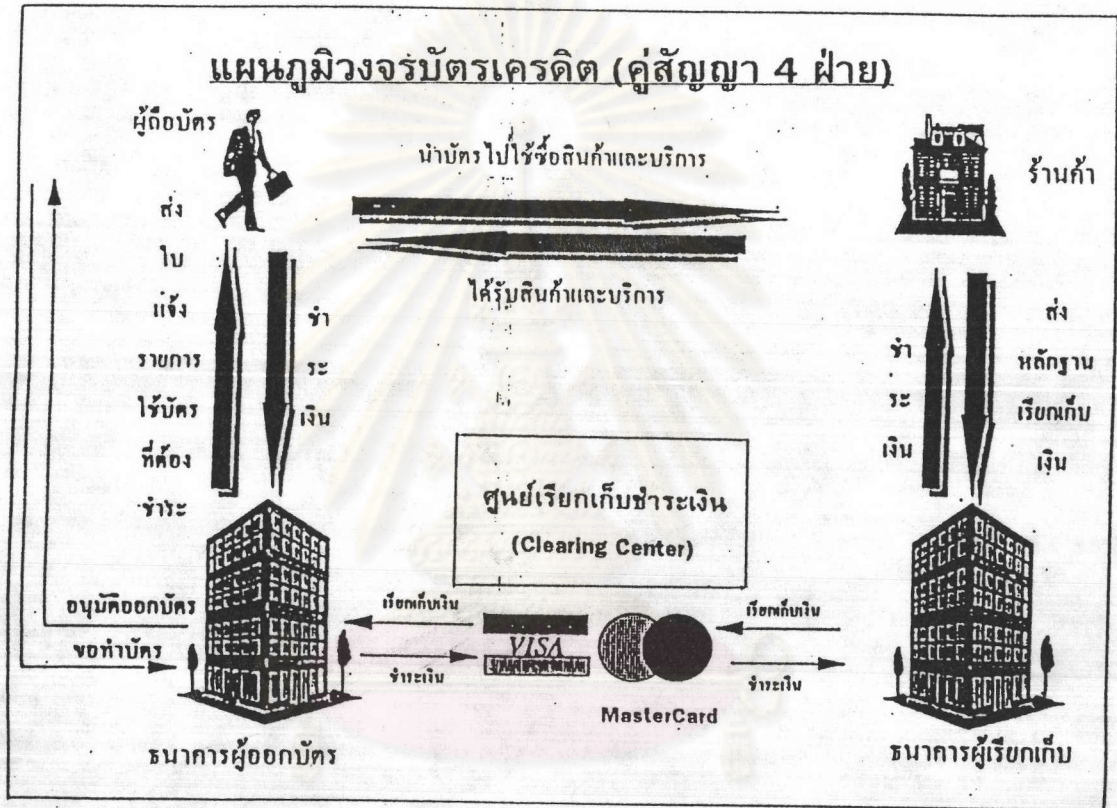 แผนภูมิวงจรบัตรเครดิต (คู่สัญญา 4 ฝ่าย)
ผู้ถือบัตร
นำบัตรไปใช้ซื้อสินค้าและบริการ
ร้านค้า
ได้รับสินค้าและบริการ
ส่ง
ใบ
แจ้ง
รายการ
ใช้บัตร
ที่ต้อง
ชำระ
ชำ
ระ
เงิน
ชำ
ระ
เงิน
ส่ง
หลักฐาน
เรียกเก็บ
เงิน
ศูนย์เรียกเก็บชำระเงิน
(Clearing Center)
อนุมัติออกบัตร
ขอทำบัตร
เรียกเก็บเงิน
ชำระเงิน
VISA
MasterCard
เรียกเก็บเงิน
ชำระเงิน
ธนาคารผู้ออกบัตร
ธนาคารผู้เรียกเก็บ